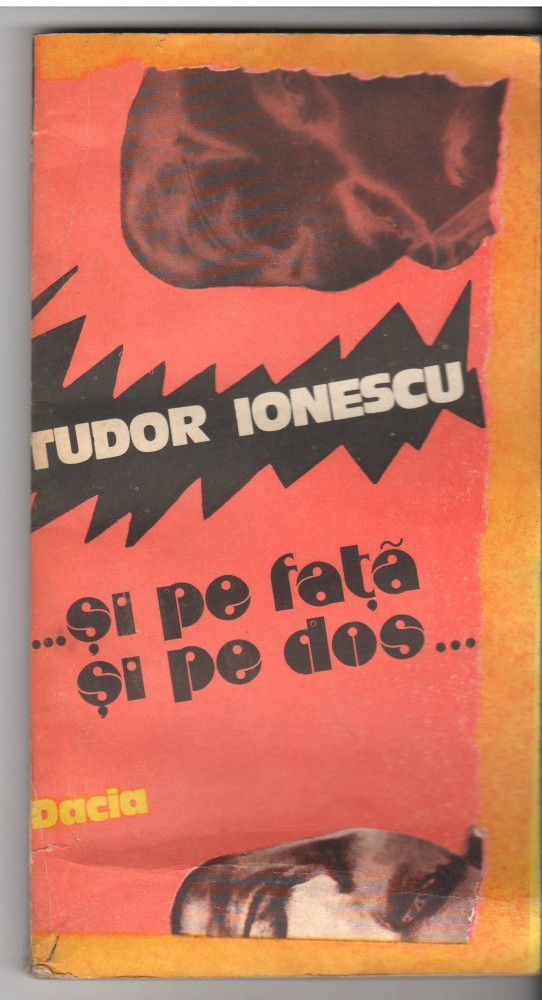 TUDOR IONESCU
...și pe față
și pe dos...
Dacia